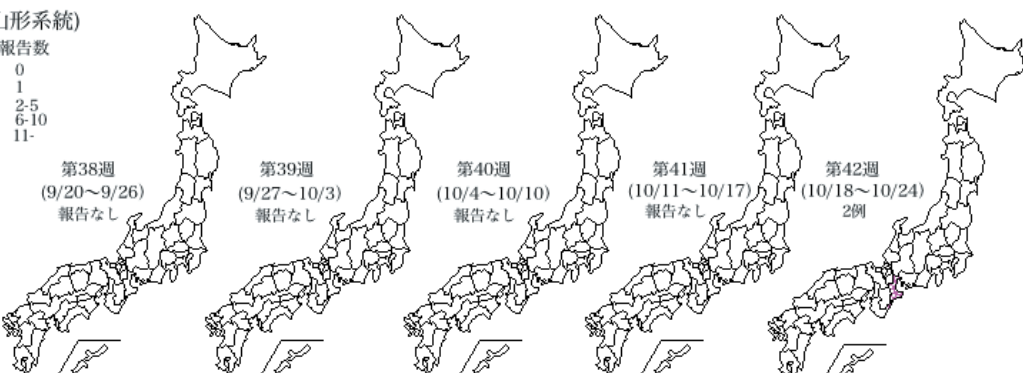 山形系統)
報告数
0
1
2-5
6-10
11-
第38週
(9/20～9/26)
報告なし
第39週
(9/27～10/3)
報告なし
第40週
(10/4～10/10)
報告なし
第41週
(10/11～10/17)
報告なし
第42週
(10/18～10/24)
2例